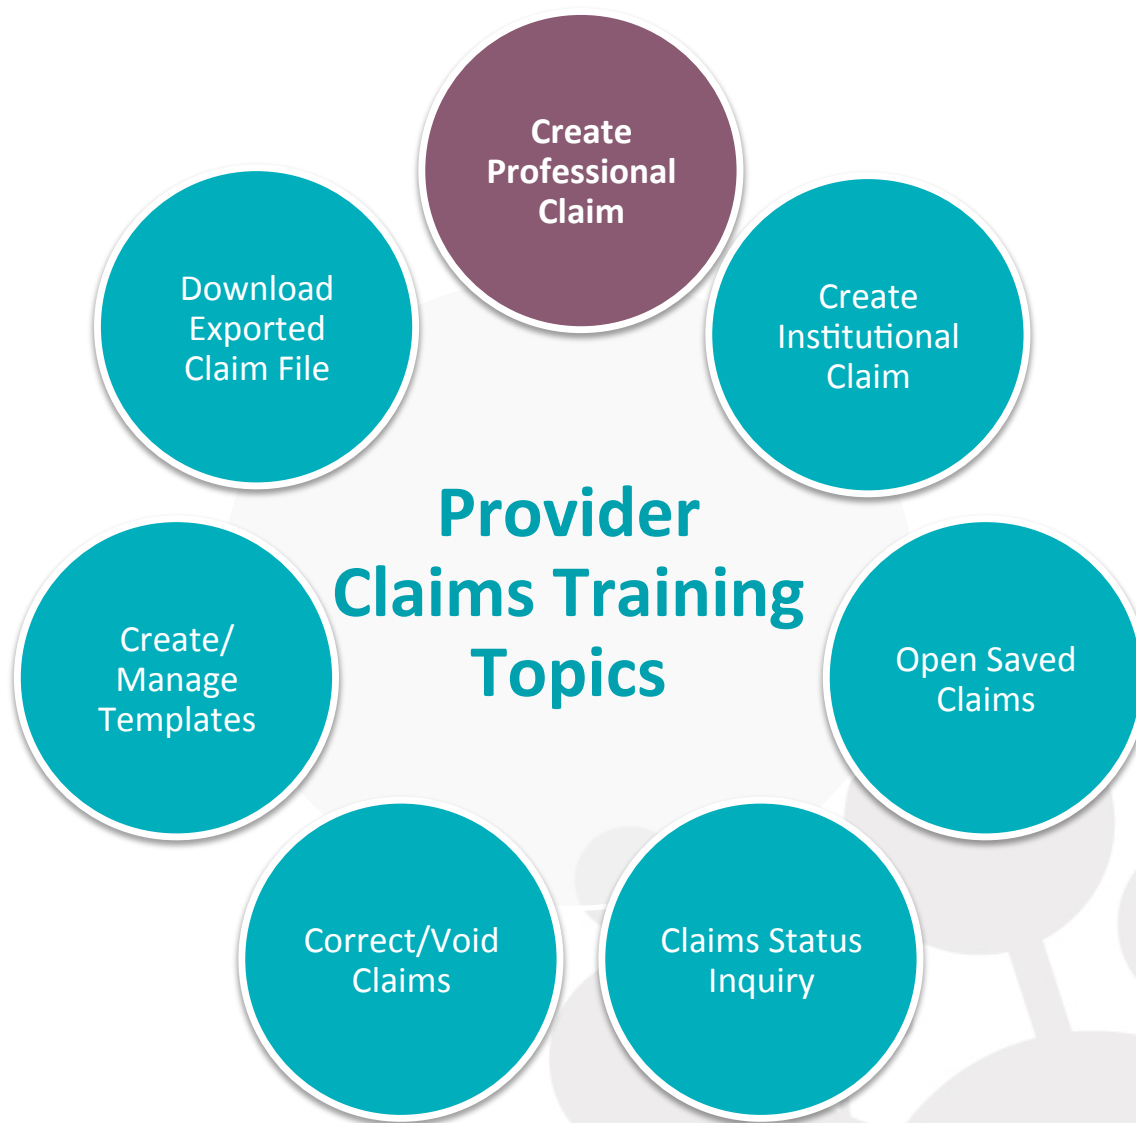 Create
Professional
Claim
Create
Institutional
Claim
Open Saved
Claims
Claims Status
Inquiry
Correct/Void
Claims
Create/
Manage
Templates
Download
Exported
Claim File
Provider
Claims Training
Topics